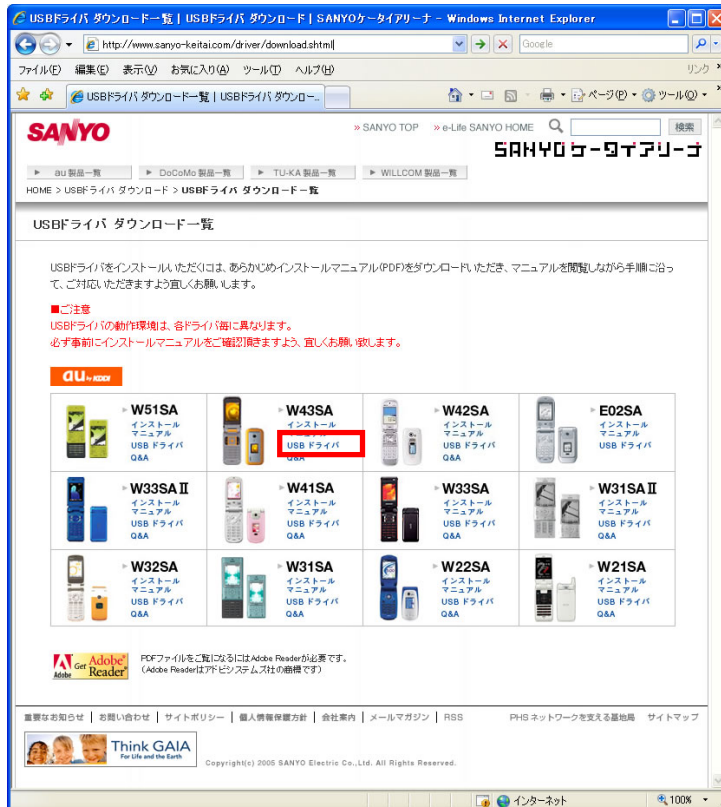 USBドライバ ダウンロード一覧 | USBドライバ ダウンロード | SANYOケータイアリーナ - Windows Internet Explorer
http://www.sanyo-keitai.com/driver/download.shtml
Google
ファイル(F) 編集(E) 表示(V) お気に入り(A) ツール(T) ヘルプ(H)
リンク
USBドライバ ダウンロード一覧 | USBドライバ ダウンロー...
ページ(P) ツール(O)
SANYO
» SANYO TOP » e-Life SANYO HOME
検索
SANYOケータイアリーナ
au 製品一覧
DoCoMo 製品一覧
TU-KA 製品一覧
WILLCOM 製品一覧
HOME > USBドライバ ダウンロード > USBドライバ ダウンロード一覧
USBドライバ ダウンロード一覧
USBドライバをインストールいただくには、あらかじめインストールマニュアル(PDF)をダウンロードいただき、マニュアルを閲覧しながら手順に沿っ
て、ご対応いただきますよう宜しくお願いします。
■ご注意
USBドライバの動作環境は、各ドライバ毎に異なります。
必ず事前にインストールマニュアルをご確認頂きますよう、宜しくお願い致します。
au by KDDI
W51SA
インストール
マニュアル
USB ドライバ
Q&A
W43SA
インストール
マニュアル
USB ドライバ
Q&A
W42SA
インストール
マニュアル
USB ドライバ
Q&A
E02SA
インストール
マニュアル
USB ドライバ
Q&A
W33SAⅡ
インストール
マニュアル
USB ドライバ
Q&A
W41SA
インストール
マニュアル
USB ドライバ
Q&A
W33SA
インストール
マニュアル
USB ドライバ
Q&A
W31SAⅡ
インストール
マニュアル
USB ドライバ
Q&A
W32SA
インストール
マニュアル
USB ドライバ
Q&A
W31SA
インストール
マニュアル
USB ドライバ
Q&A
W22SA
インストール
マニュアル
USB ドライバ
Q&A
W21SA
インストール
マニュアル
USB ドライバ
Q&A
Adobe
Get Adobe Reader
PDFファイルをご覧になるにはAdobe Readerが必要です。
(Adobe Readerはアドビシステムズ社の商標です)
重要なお知らせ | お問い合わせ | サイトポリシー | 個人情報保護方針 | 会社案内 | メールマガジン | RSS
PHS ネットワークを支える基地局 サイトマップ
Think GAIA
For Life and the Earth
Copyright(c) 2005 SANYO Electric Co.,Ltd. All Rights Reserved.
インターネット
100%